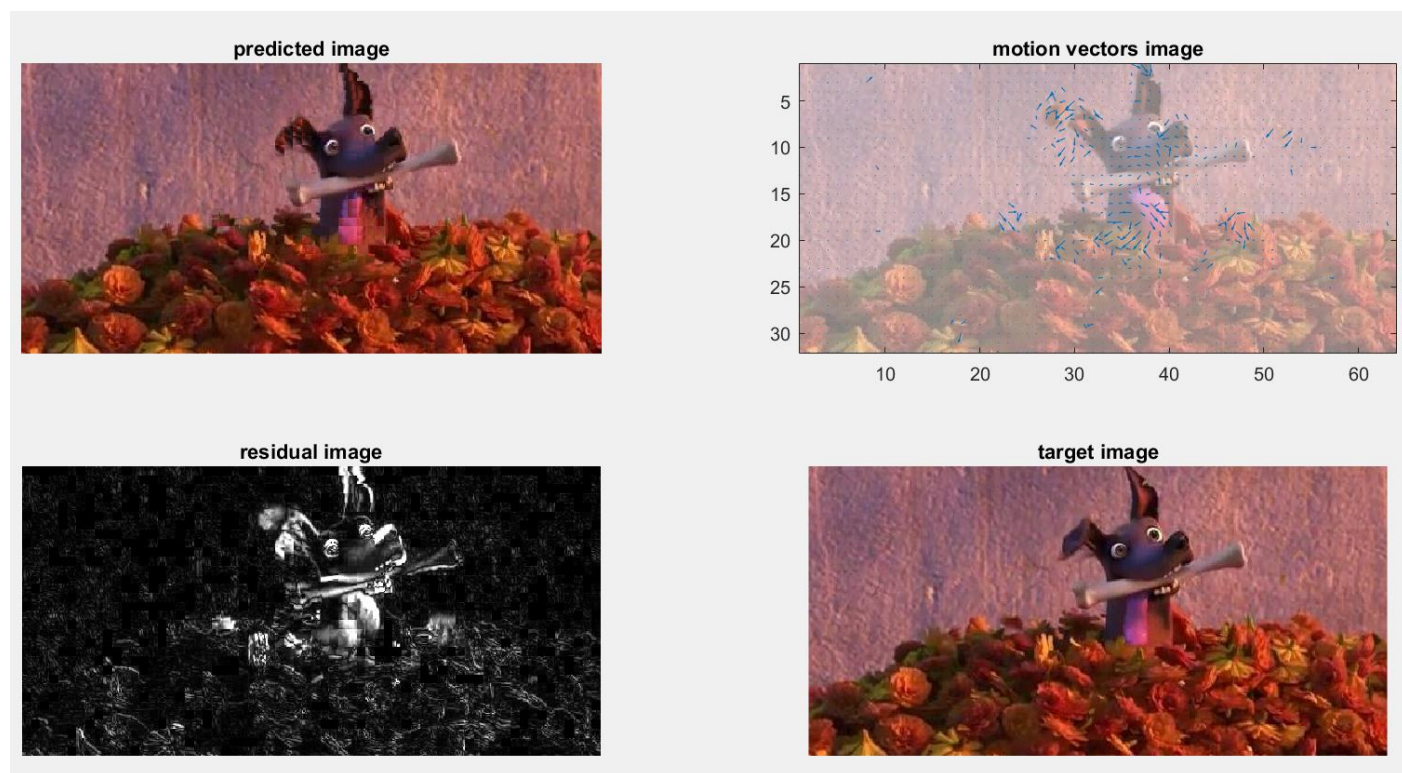 predicted image
motion vectors image
5
10
15
20
25
30
10 20 30 40 50 60
residual image
target image